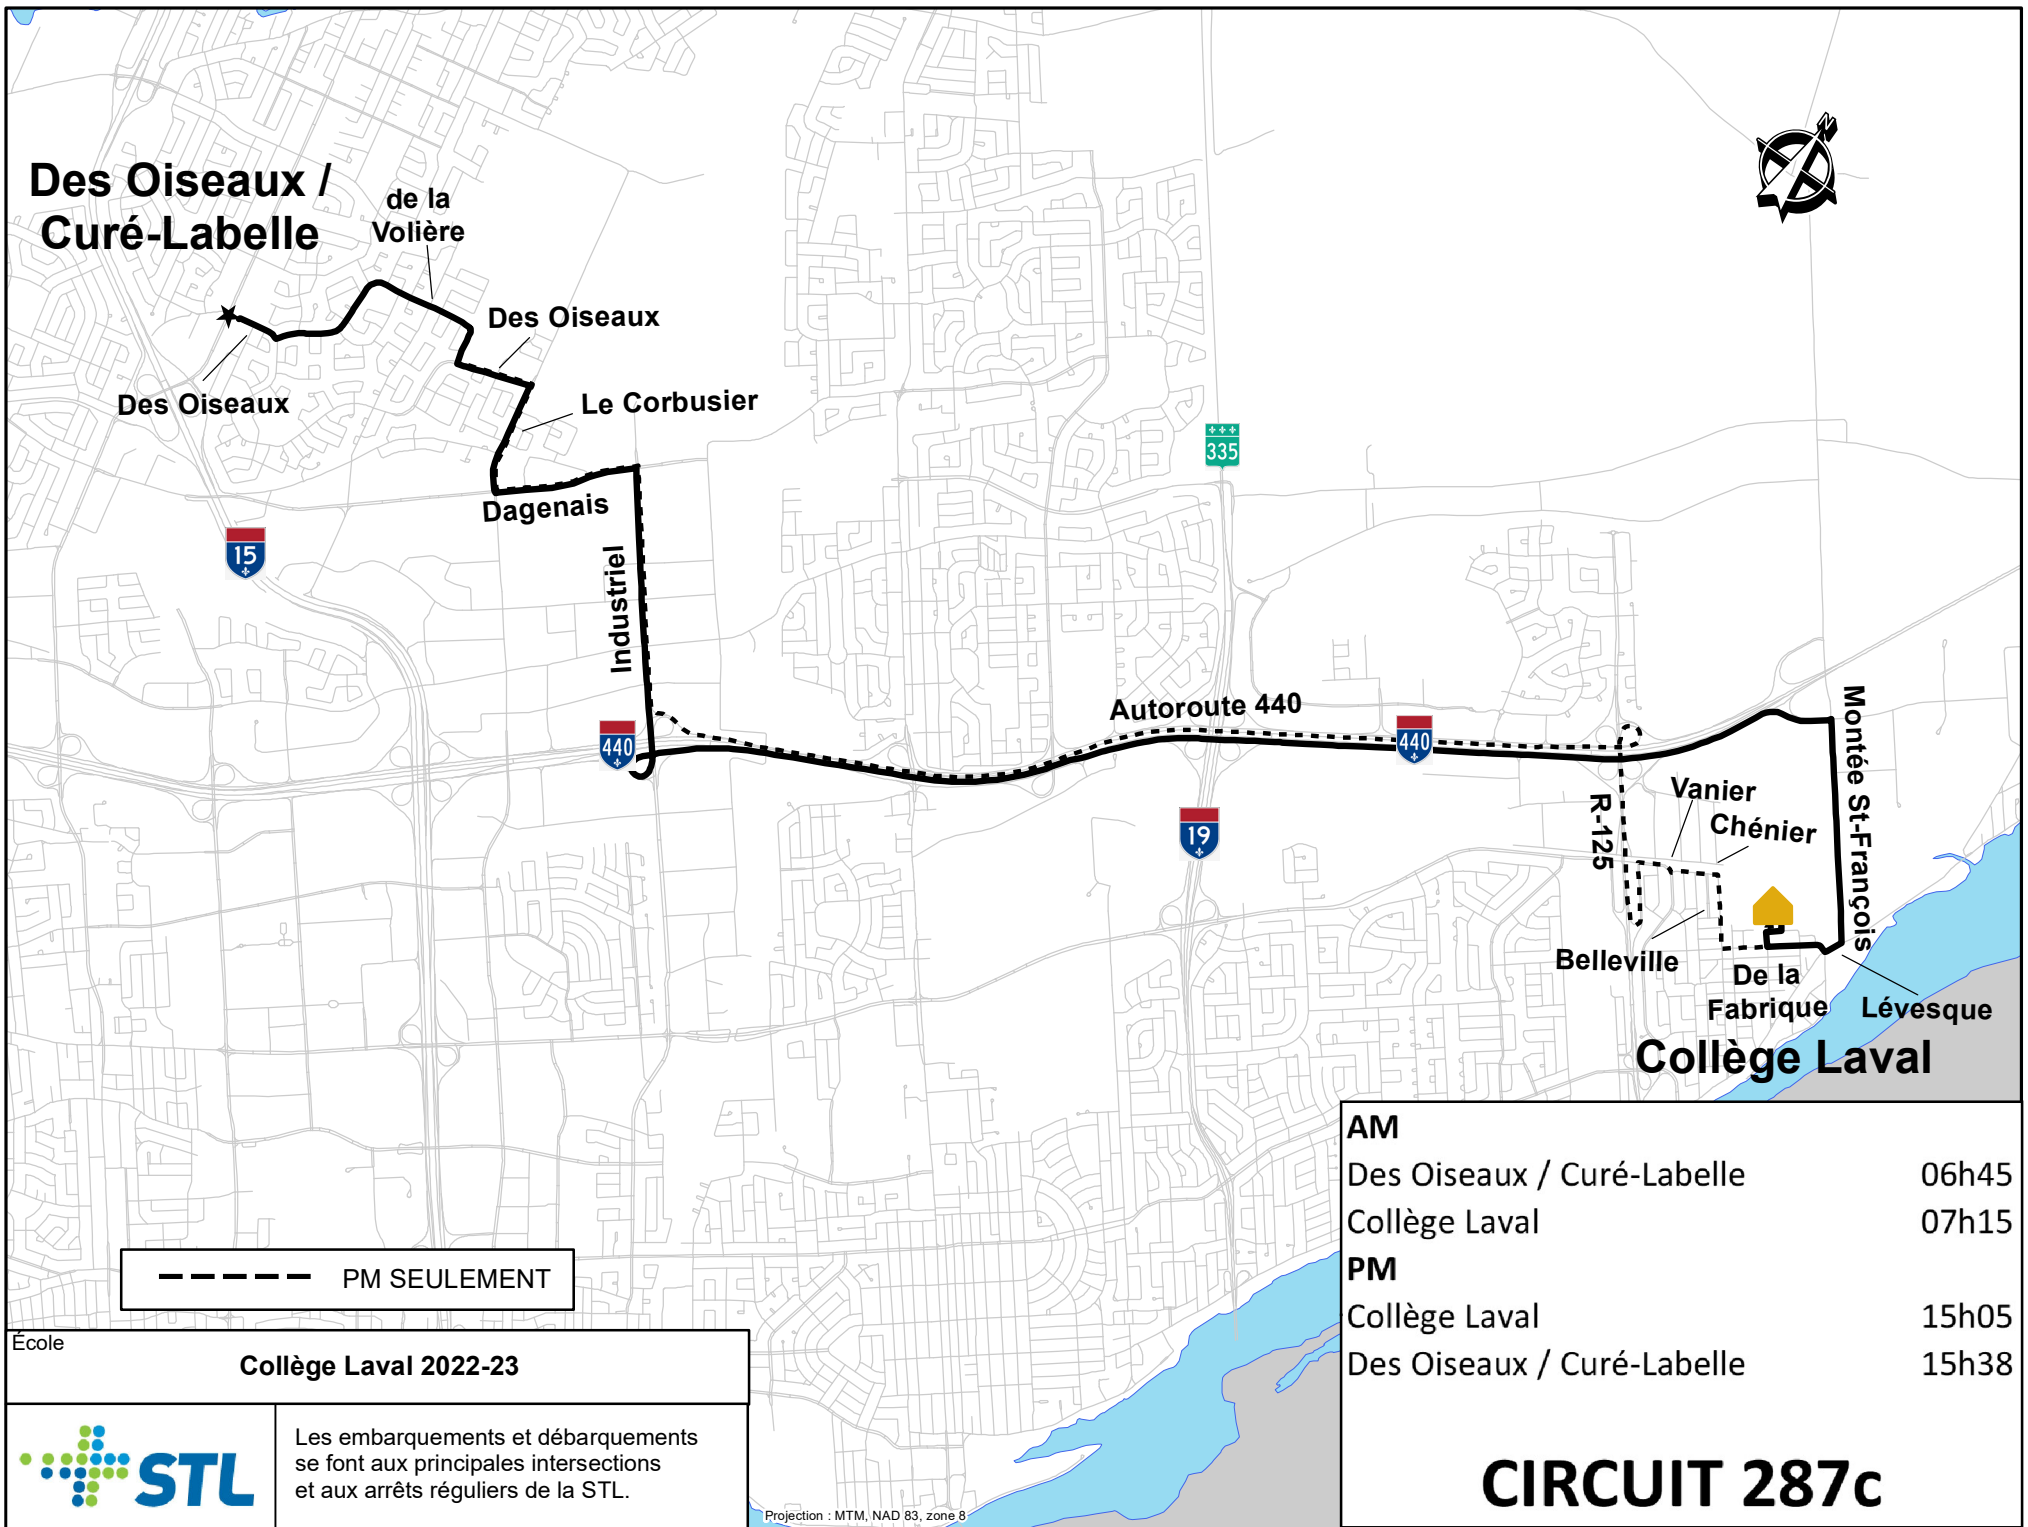 Des Oiseaux /
Curé-Labelle
de la
Volière
Des Oiseaux
Des Oiseaux
Le Corbusier
Dagenais
Industriel
15
335
440
Autoroute 440
440
19
R-125
Vanier
Chénier
Montée St-François
Belleville
De la
Fabrique
Lévesque
Collège Laval
N
PM SEULEMENT
École
Collège Laval 2022-23
STL
Les embarquements et débarquements
se font aux principales intersections
et aux arrêts réguliers de la STL.
Projection : MTM, NAD 83, zone 8
AM
Des Oiseaux / Curé-Labelle 06h45
Collège Laval 07h15
PM
Collège Laval 15h05
Des Oiseaux / Curé-Labelle 15h38
CIRCUIT 287c